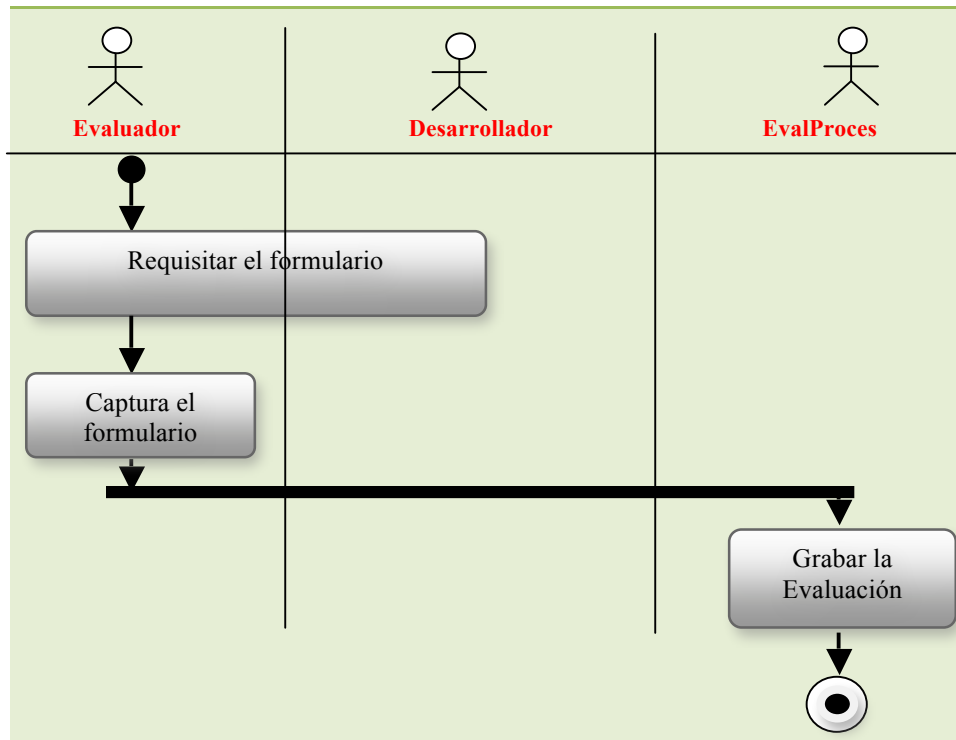 Evaluador
Desarrollador
EvalProces
Requisitar el formulario
Captura el
formulario
Grabar la
Evaluación